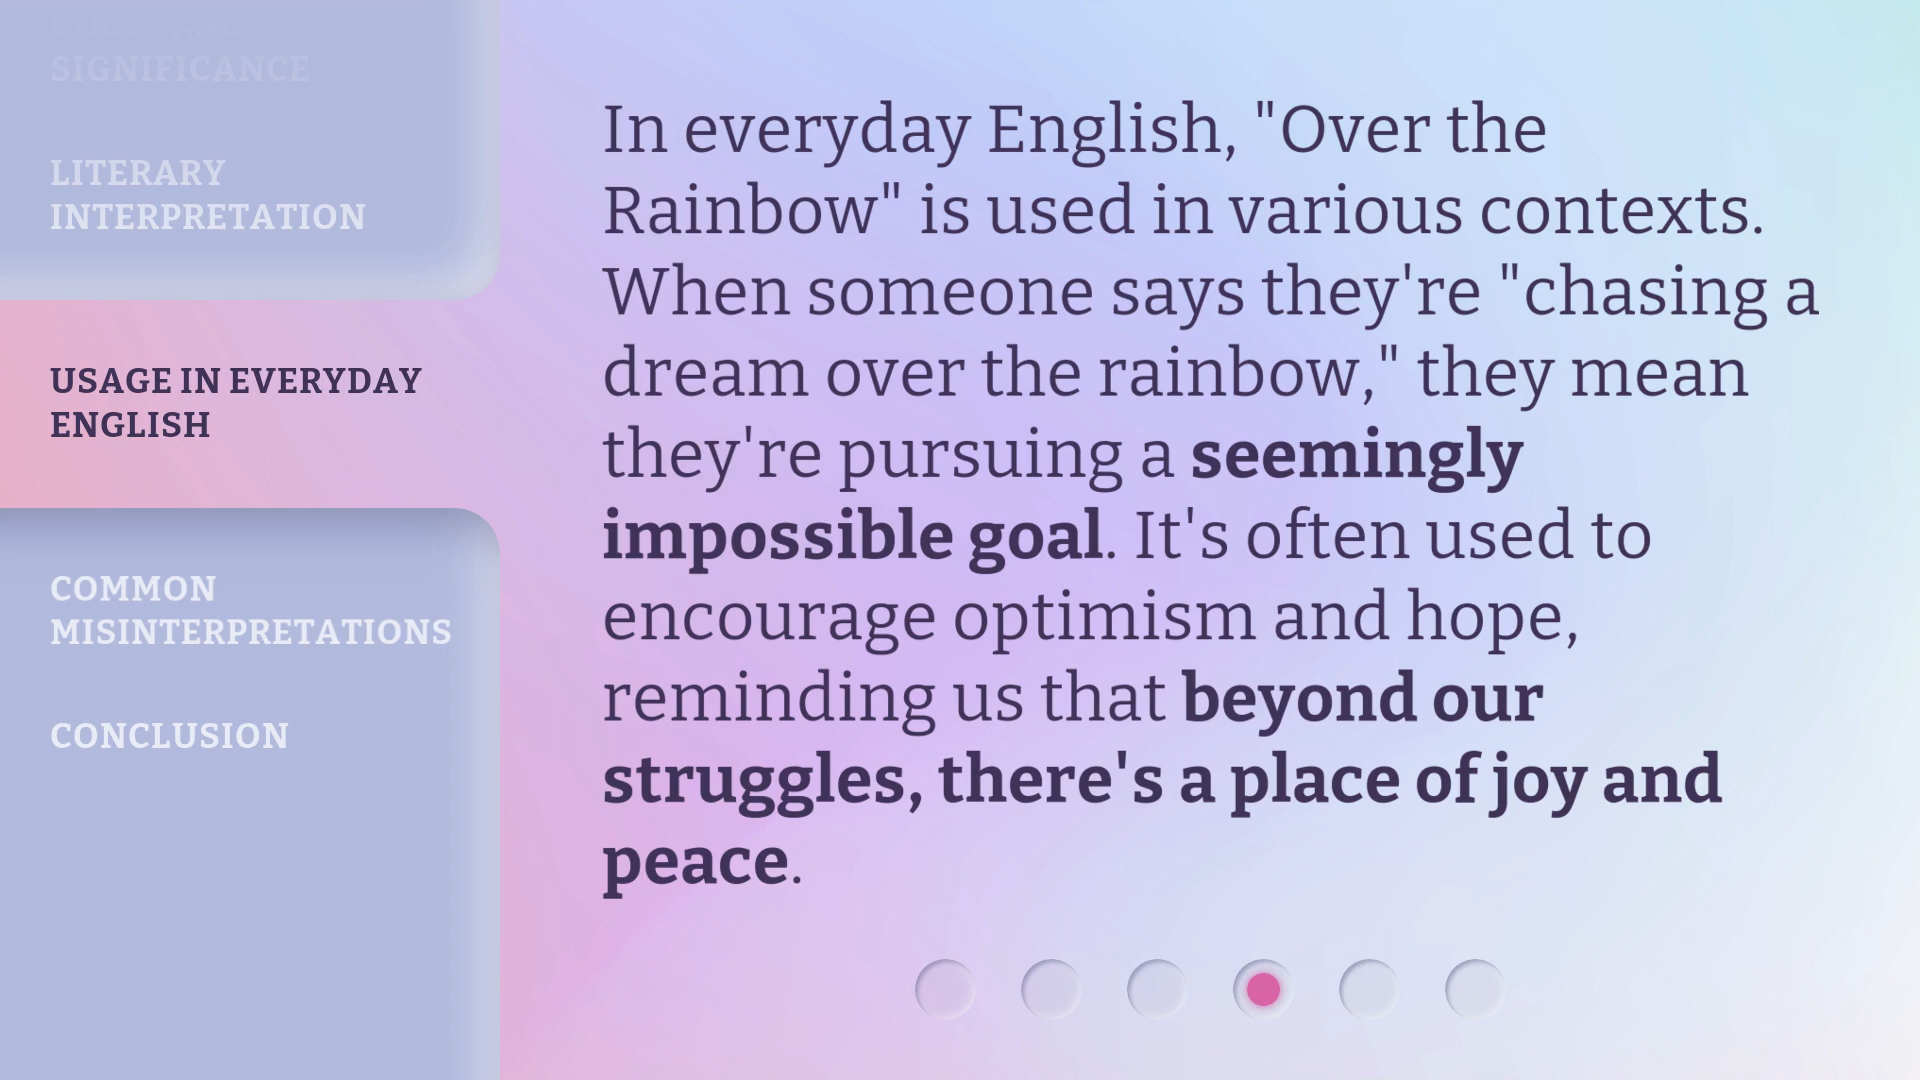 CULTURAL
SIGNIFICANCE
LITERARY
INTERPRETATION
USAGE IN EVERYDAY
ENGLISH
COMMON
MISINTERPRETATIONS
CONCLUSION
In everyday English, "Over the
Rainbow" is used in various contexts.
When someone says they're "chasing a
dream over the rainbow," they mean
they're pursuing a seemingly
impossible goal. It's often used to
encourage optimism and hope,
reminding us that beyond our
struggles, there's a place of joy and
peace.